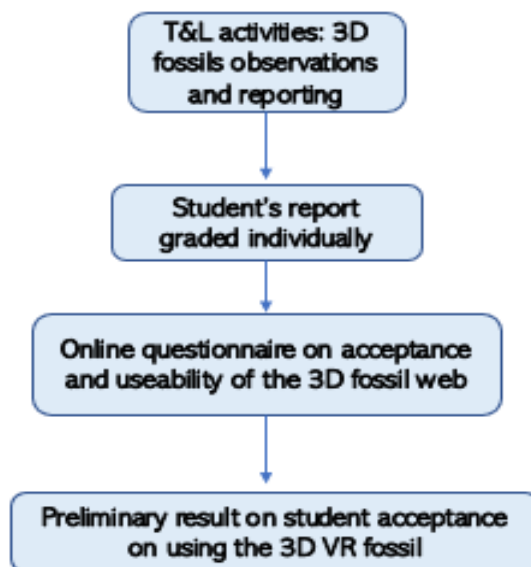 T&L activities: 3D
fossils observations
and reporting
Student's report
graded individually
Online questionnaire on acceptance
and useability of the 3D fossil web
Preliminary result on student acceptance
on using the 3D VR fossil